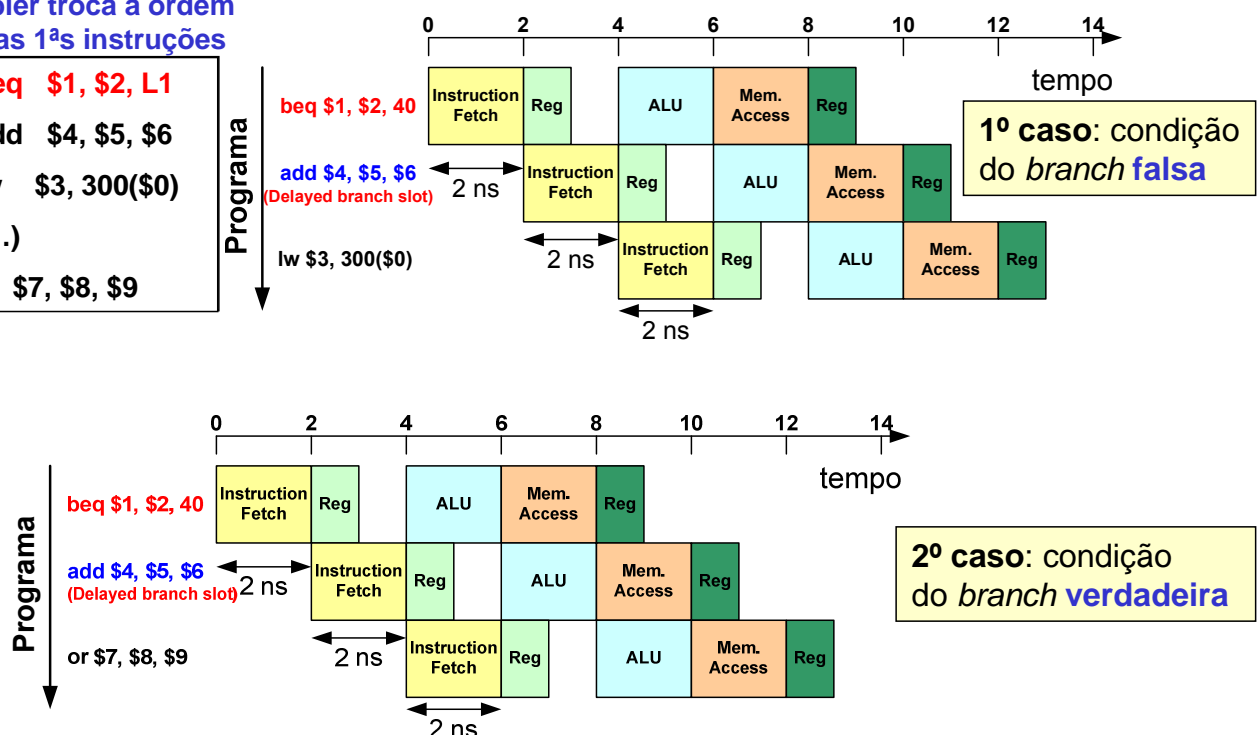 troca a ordem
as 1ªs instruções
$1, $2, L1
$4, $5, $6
$3, 300($0)
.)
$7, $8, $9
0 2 4 6 8 10 12 14
tempo
Programa
beq $1, $2, 40
Instruction Fetch
Reg
ALU
Mem. Access
Reg
2 ns
add $4, $5, $6
(Delayed branch slot)
Instruction Fetch
Reg
ALU
Mem. Access
Reg
2 ns
lw $3, 300($0)
Instruction Fetch
Reg
ALU
Mem. Access
Reg
2 ns
1º caso: condição
do branch falsa
0 2 4 6 8 10 12 14
tempo
Programa
beq $1, $2, 40
Instruction Fetch
Reg
ALU
Mem. Access
Reg
2 ns
add $4, $5, $6
(Delayed branch slot)
Instruction Fetch
Reg
ALU
Mem. Access
Reg
2 ns
or $7, $8, $9
Instruction Fetch
Reg
ALU
Mem. Access
Reg
2 ns
2º caso: condição
do branch verdadeira